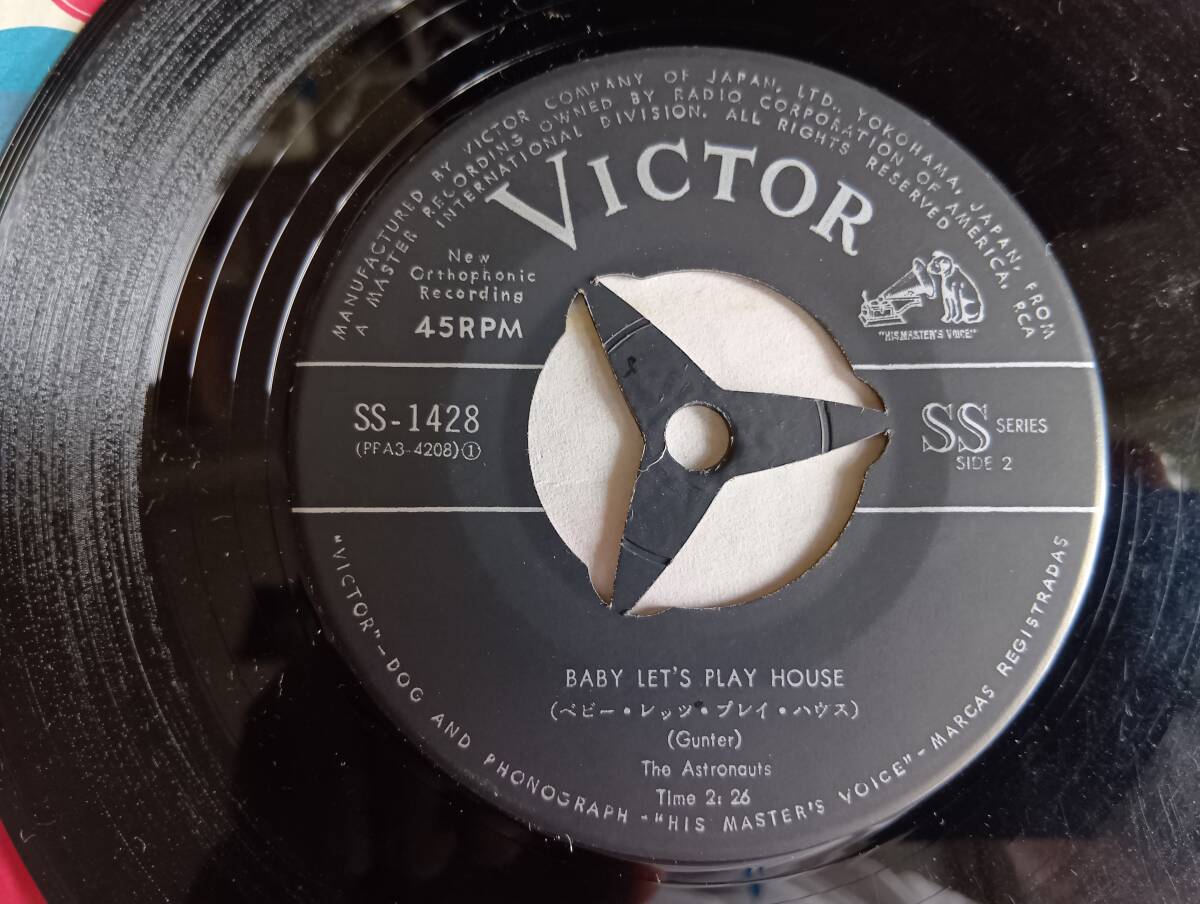 MANUFACTURED BY VICTOR COMPANY OF JAPAN, LTD., YOKOHAMA, JAPAN, FROM
A MASTER RECORDING OWNED BY RADIO CORPORATION OF AMERICA, RCA
INTERNATIONAL DIVISION. ALL RIGHTS RESERVED
VICTOR
New
Orthophonic
Recording
45RPM
"HIS MASTER'S VOICE"
SS-1428
(PFA3-4208)①
SS SERIES
SIDE 2
BABY LET'S PLAY HOUSE
(ベビー・レッツ・プレイ・ハウス)
(Gunter)
The Astronauts
Time 2:26
"VICTOR"-DOG AND PHONOGRAPH-"HIS MASTER'S VOICE"-MARCAS REGISTRADAS